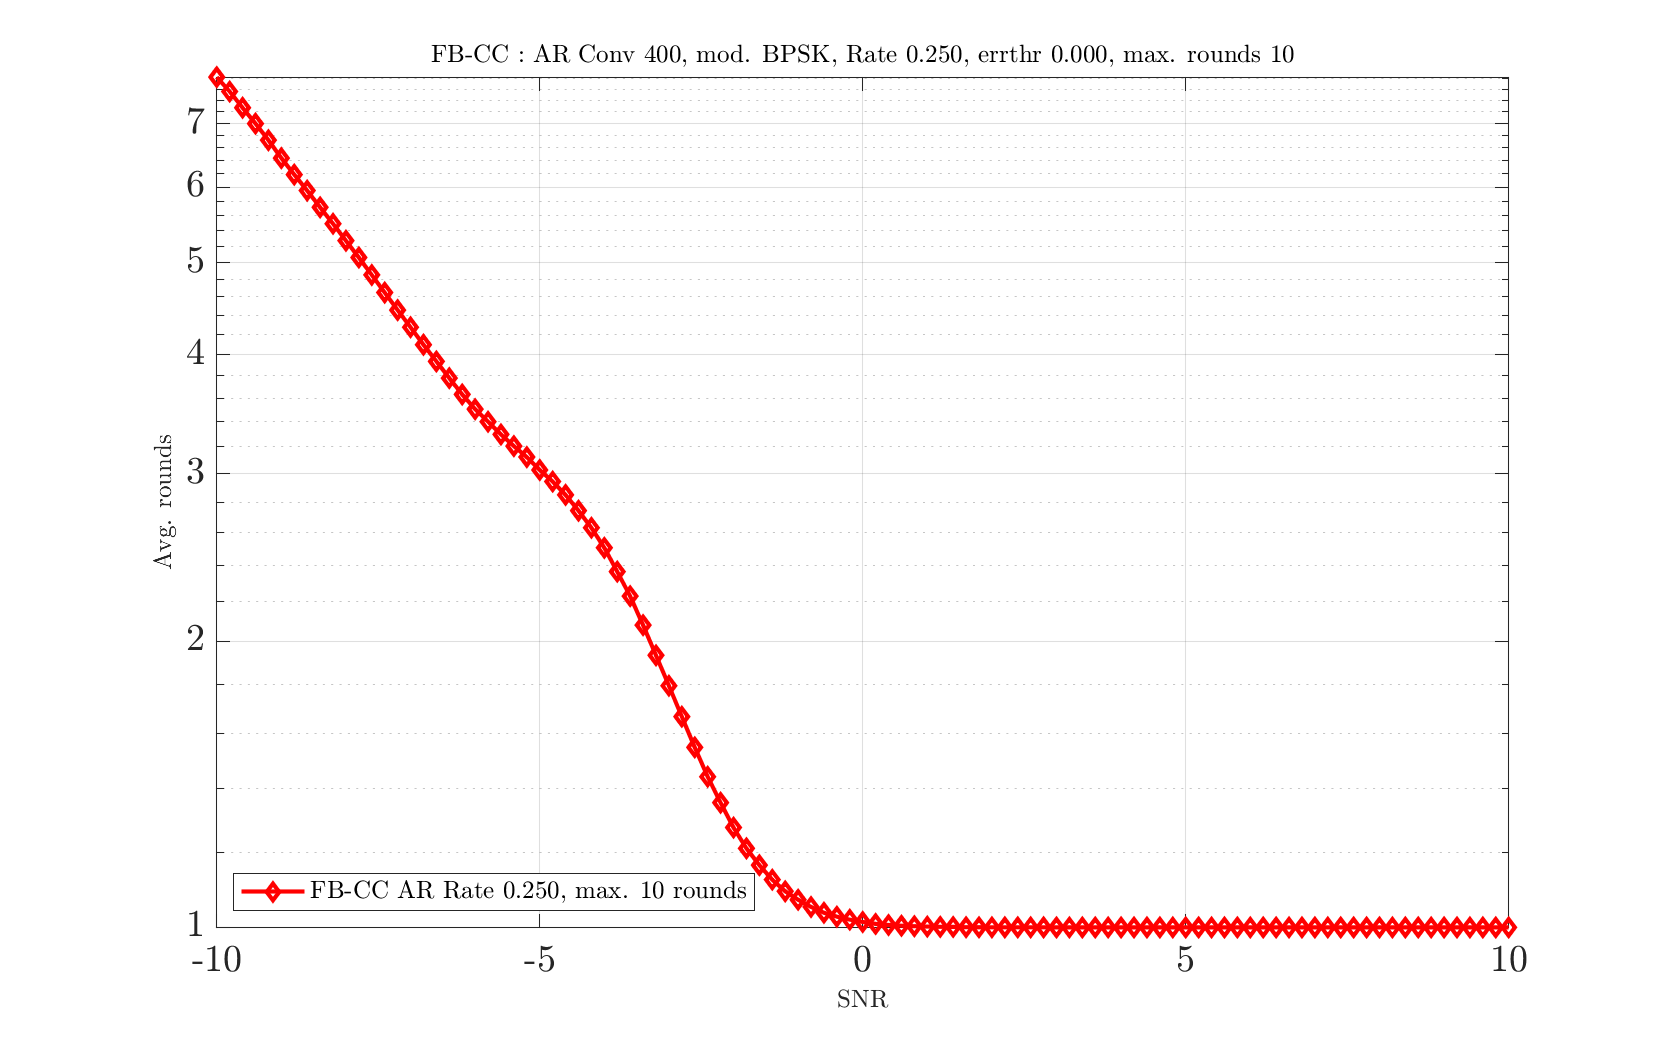 FB-CC : AR Conv 400, mod. BPSK, Rate 0.250, errthr 0.000, max. rounds 10
7
6
5
4
3
2
1
Avg. rounds
FB-CC AR Rate 0.250, max. 10 rounds
-10 -5 0 5 10
SNR